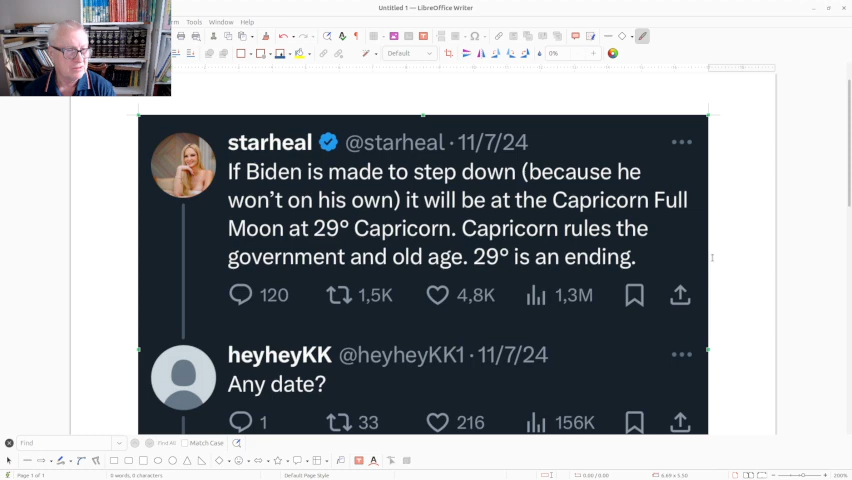 Untitled 1 — LibreOffice Writer
Tools Window Help
Default
0%
starheal @starheal · 11/7/24
If Biden is made to step down (because he
won't on his own) it will be at the Capricorn Full
Moon at 29° Capricorn. Capricorn rules the
government and old age. 29° is an ending.
120 1,5K 4,8K 1,3M
heyheyKK @heyheyKK1 · 11/7/24
Any date?
1 33 216 156K
Find Find All Match Case
Page 1 of 1 0 words, 0 characters Default Page Style 0.00 / 0.00 6.69 x 5.50 200%